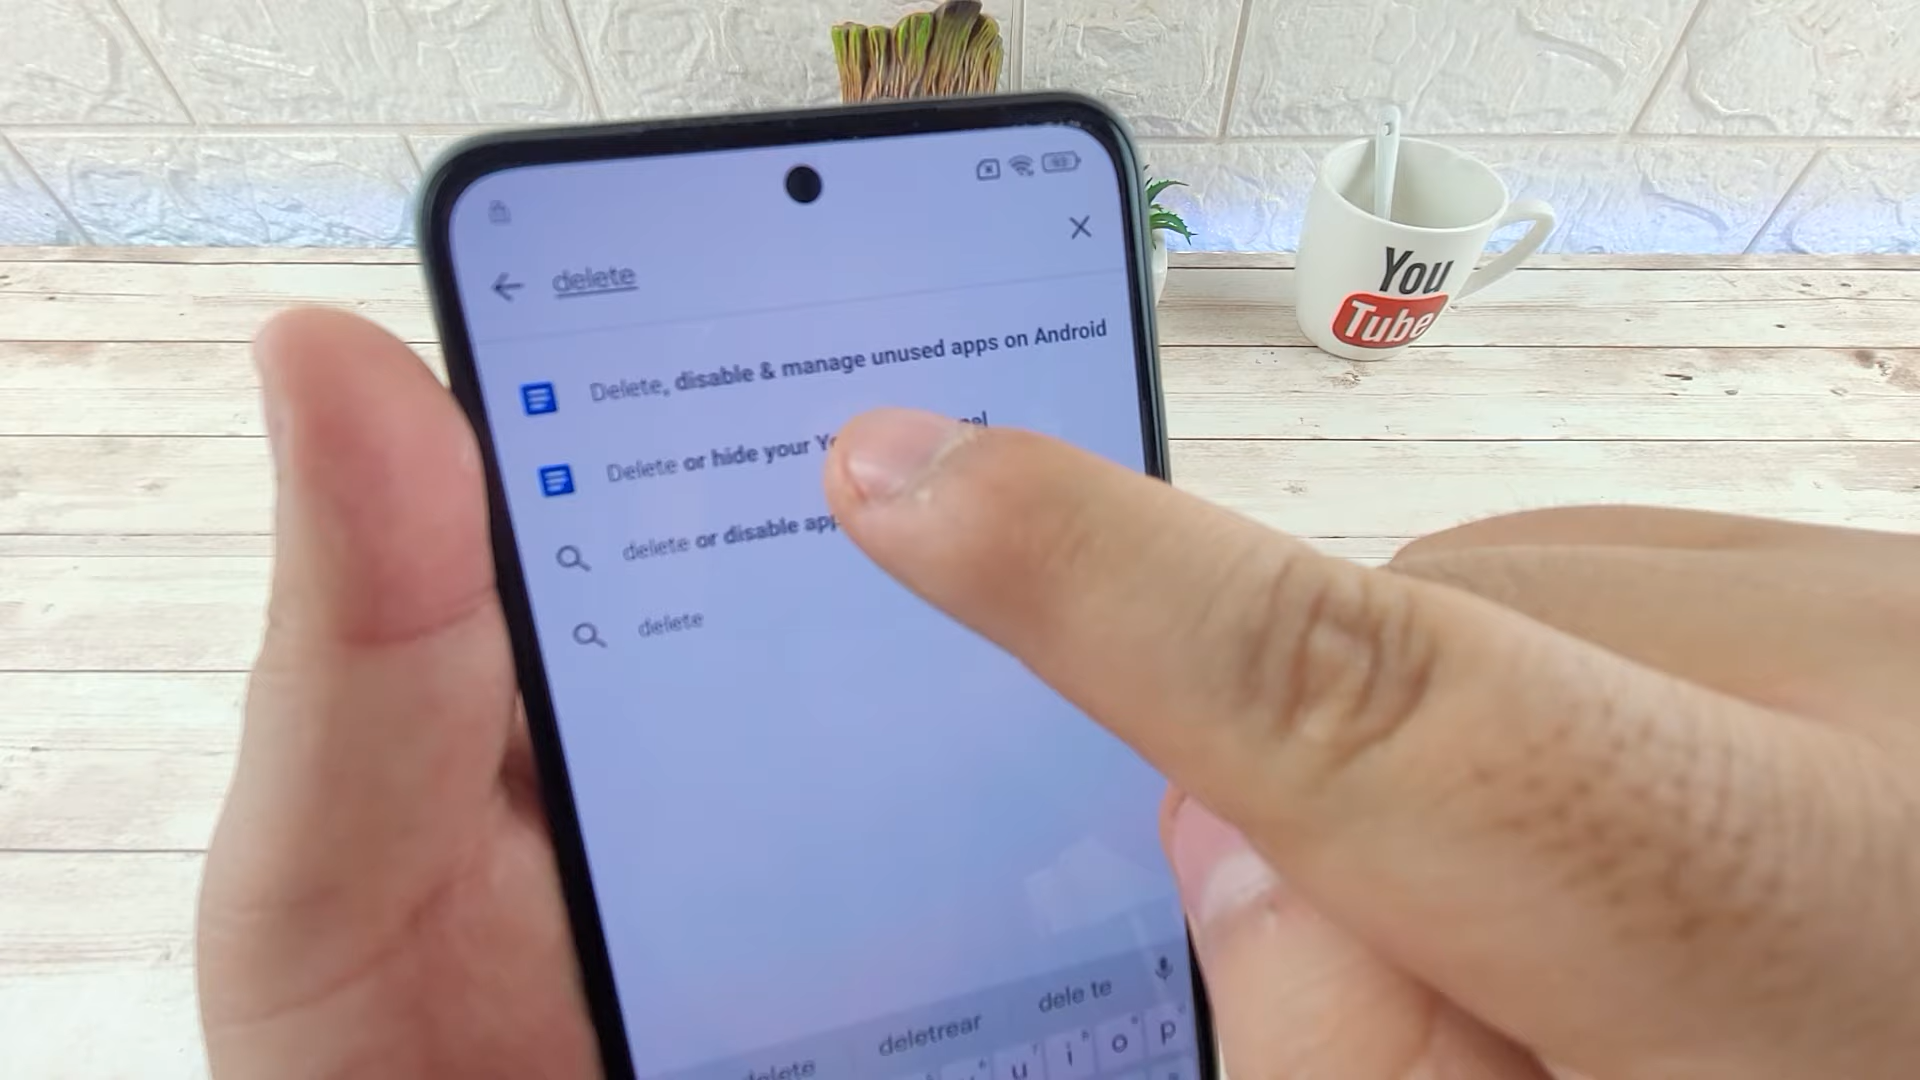 delete
Delete, disable & manage unused apps on Android
Delete or hide your
delete or disable
delete
delete
deletrear
dele te
u i o p
You
Tube